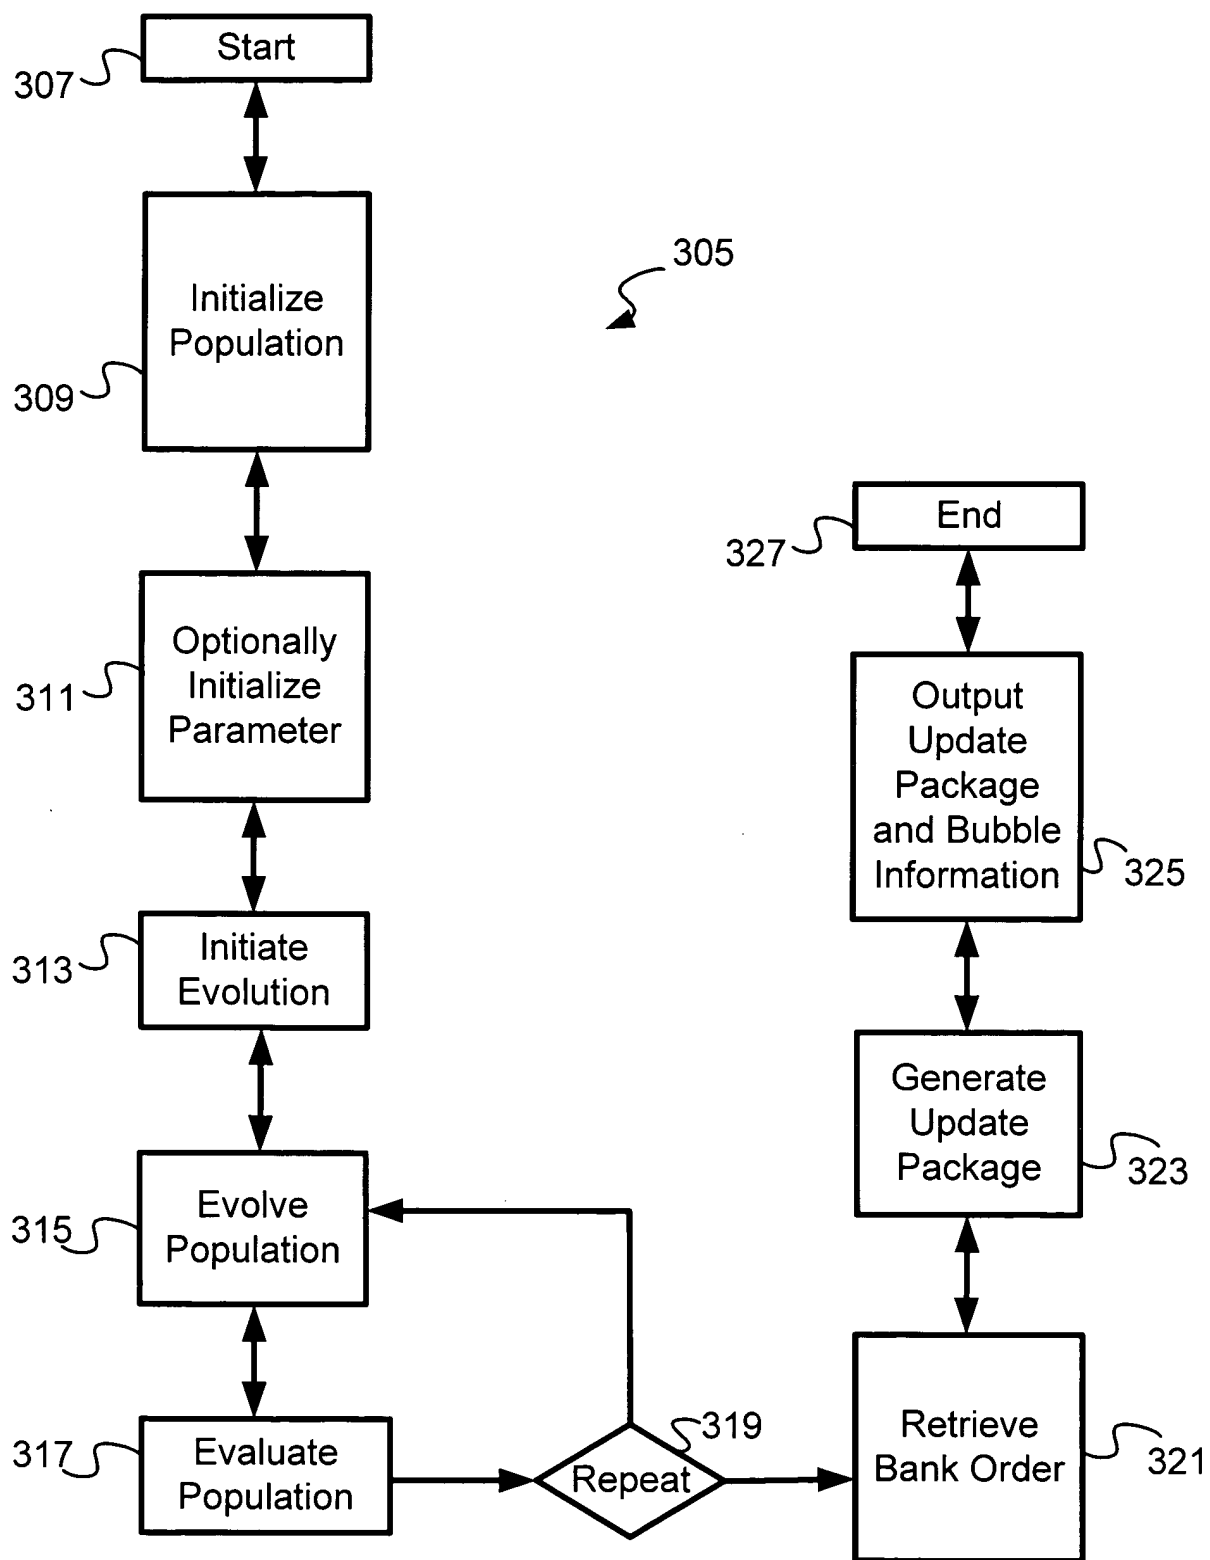 Start
307
305
Initialize
Population
309
End
327
Optionally
Initialize
Parameter
311
Output
Update
Package
and Bubble
Information
325
Initiate
Evolution
313
Generate
Update
Package
323
Evolve
Population
315
Evaluate
Population
317
Repeat
319
Retrieve
Bank Order
321